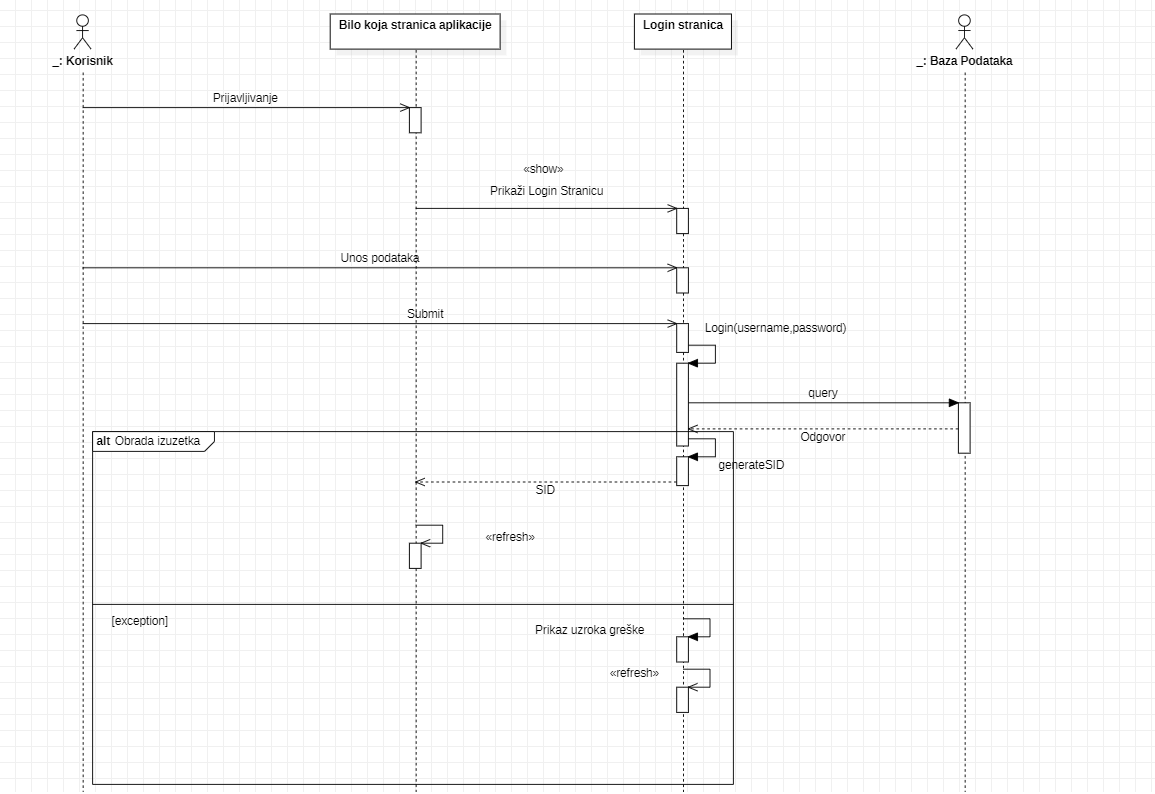 Bilo koja stranica aplikacije
Login stranica
_: Korisnik
_: Baza Podataka
Prijavljivanje
«show»
Prikaži Login Stranicu
Unos podataka
Submit
Login(username,password)
query
Odgovor
alt Obrada izuzetka
generateSID
SID
«refresh»
[exception]
Prikaz uzroka greške
«refresh»